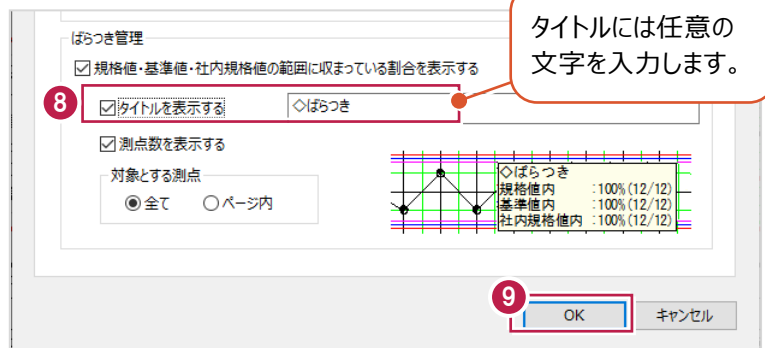 タイトルには任意の
文字を入力します。
ばらつき管理
規格値・基準値・社内規格値の範囲に収まっている割合を表示する
8 タイトルを表示する ◇ばらつき
測点数を表示する
対象とする測点
全て ページ内
◇ばらつき
規格値内 :100%(12/12)
基準値内 :100%(12/12)
社内規格値内 :100%(12/12)
9
OK キャンセル